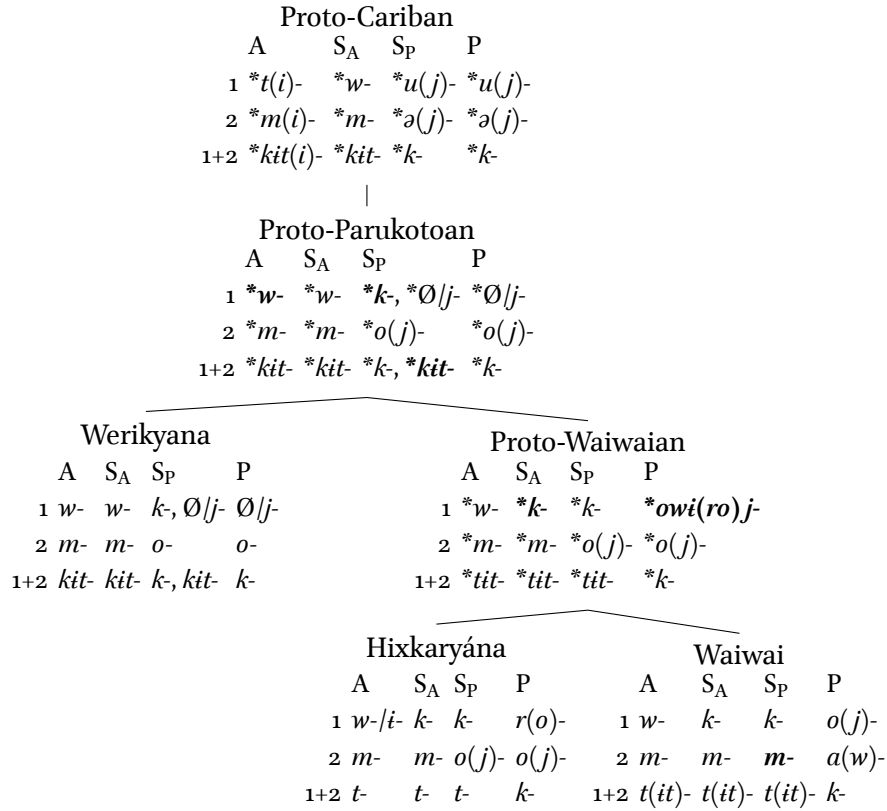 Proto-Cariban
A S_A S_P P
1 *t(i)- *w- *u(j)- *u(j)-
2 *m(i)- *m- *ə(j)- *ə(j)-
1+2 *kɨt(i)- *kɨt- *k- *k-
Proto-Parukotoan
A S_A S_P P
1 *w- *w- *k-, *Ø/j- *Ø/j-
2 *m- *m- *o(j)- *o(j)-
1+2 *kɨt- *kɨt- *k-, *kɨt- *k-
Werikyana
A S_A S_P P
1 w- w- k-, Ø/j- Ø/j-
2 m- m- o- o-
1+2 kɨt- kɨt- k-, kɨt- k-
Proto-Waiwaian
A S_A S_P P
1 *w- *k- *k- *owɨ(ro)j-
2 *m- *m- *o(j)- *o(j)-
1+2 *tɨt- *tɨt- *tɨt- *k-
Hixkaryána
A S_A S_P P
1 w-/ɨ- k- k- r(o)-
2 m- m- o(j)- o(j)-
1+2 t- t- t- k-
Waiwai
A S_A S_P P
1 w- k- k- o(j)-
2 m- m- m- a(w)-
1+2 t(ɨt)- t(ɨt)- t(ɨt)- k-